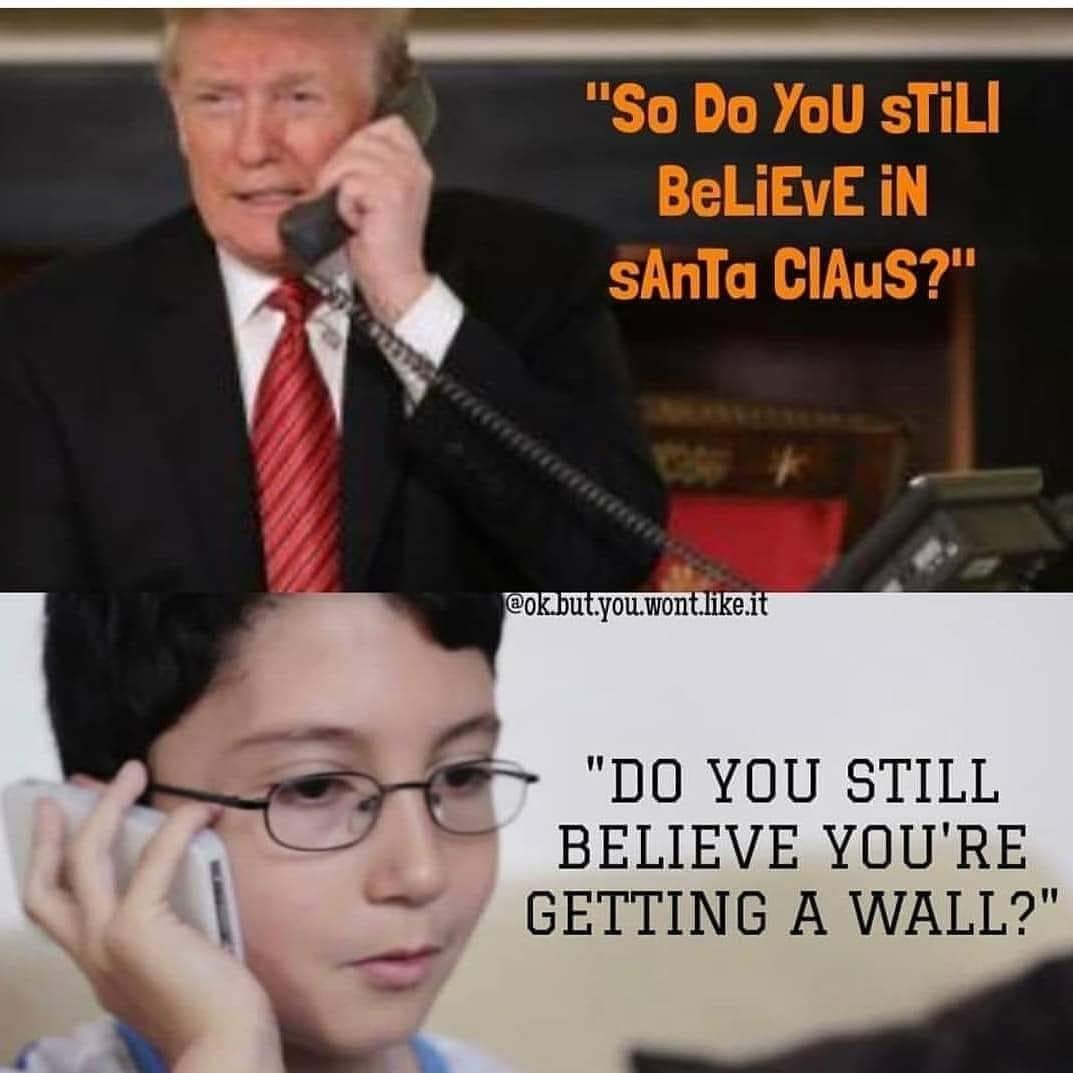 "So Do YoU sTiLl
BeLiEvE iN
sAnTa ClAuS?"
@ok.but.you.wont.like.it
"DO YOU STILL
BELIEVE YOU'RE
GETTING A WALL?"